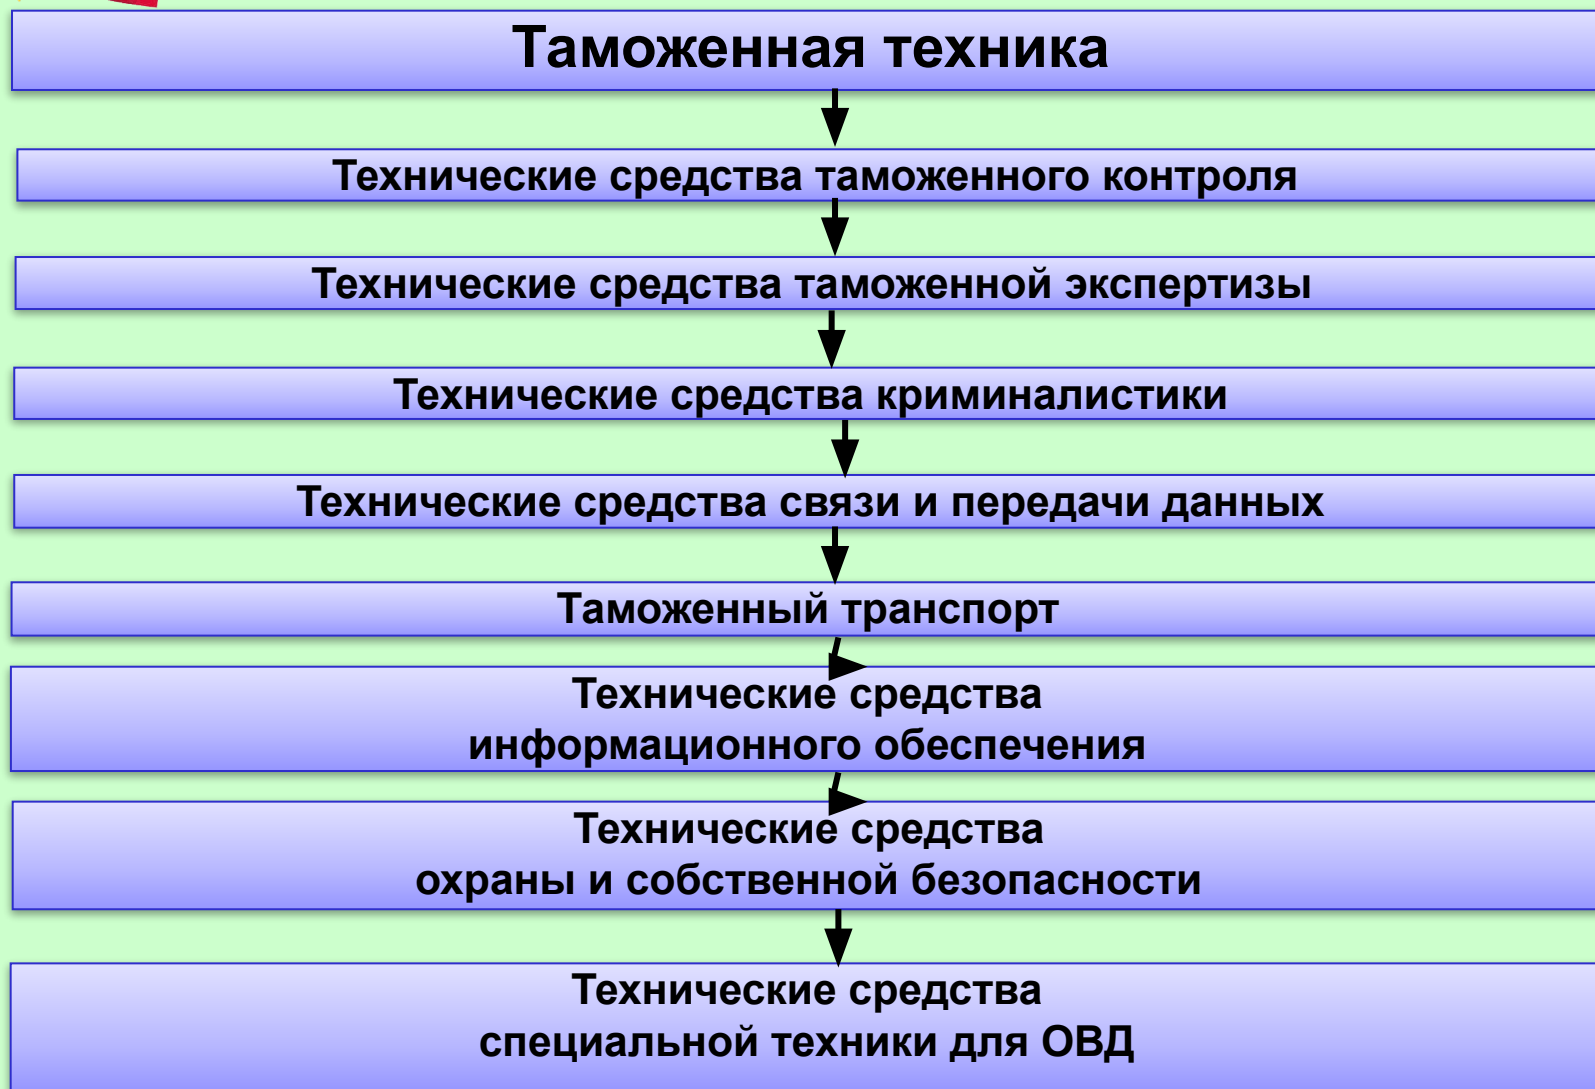 Таможенная техника
Технические средства таможенного контроля
Технические средства таможенной экспертизы
Технические средства криминалистики
Технические средства связи и передачи данных
Таможенный транспорт
Технические средства
информационного обеспечения
Технические средства
охраны и собственной безопасности
Технические средства
специальной техники для ОВД